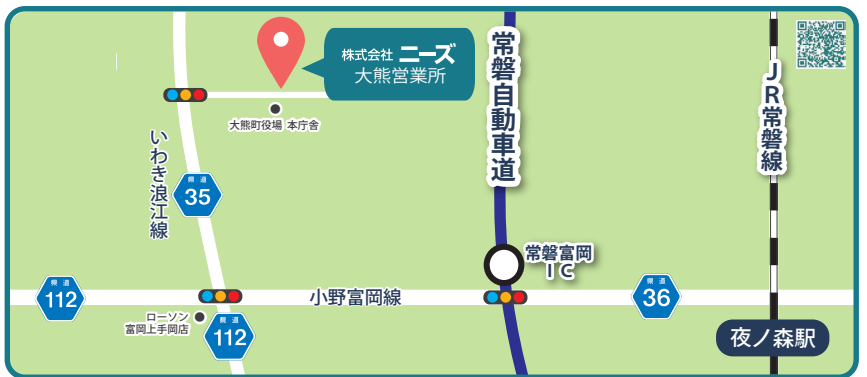 株式会社 ニーズ
大熊営業所
大熊町役場 本庁舎
いわき浪江線
県道
35
常磐自動車道
JR常磐線
常磐富岡
IC
県道
112
小野富岡線
県道
36
ローソン
富岡上手岡店
県道
112
夜ノ森駅